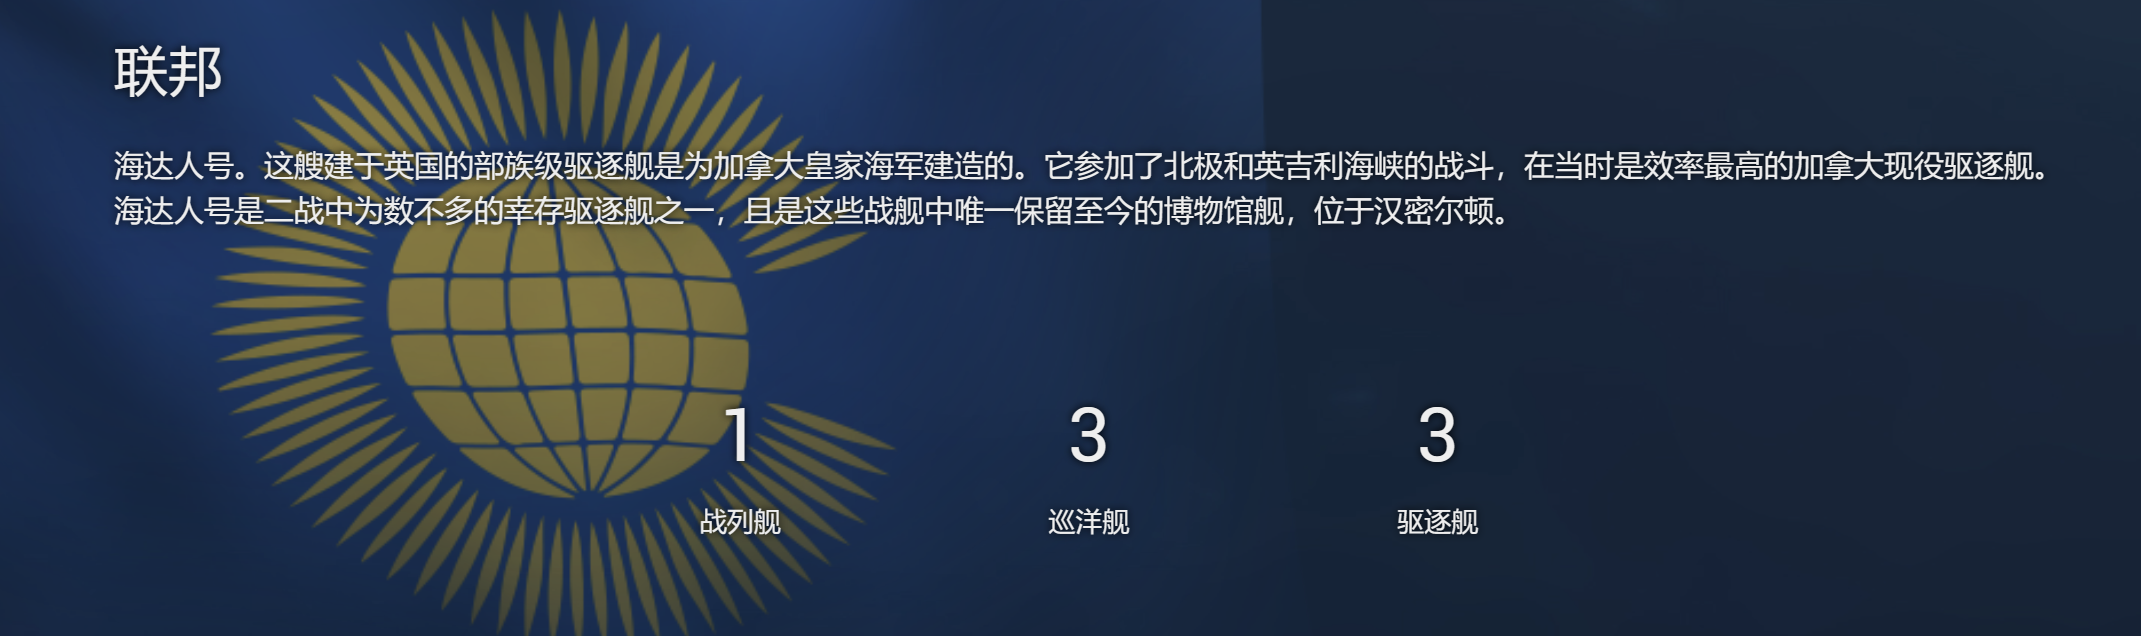 联邦
海达人号。这艘建于英国的部族级驱逐舰是为加拿大皇家海军建造的。它参加了北极和英吉利海峡的战斗，在当时是效率最高的加拿大现役驱逐舰。
海达人号是二战中为数不多的幸存驱逐舰之一，且是这些战舰中唯一保留至今的博物馆舰，位于汉密尔顿。
1 3 3
战列舰 巡洋舰 驱逐舰